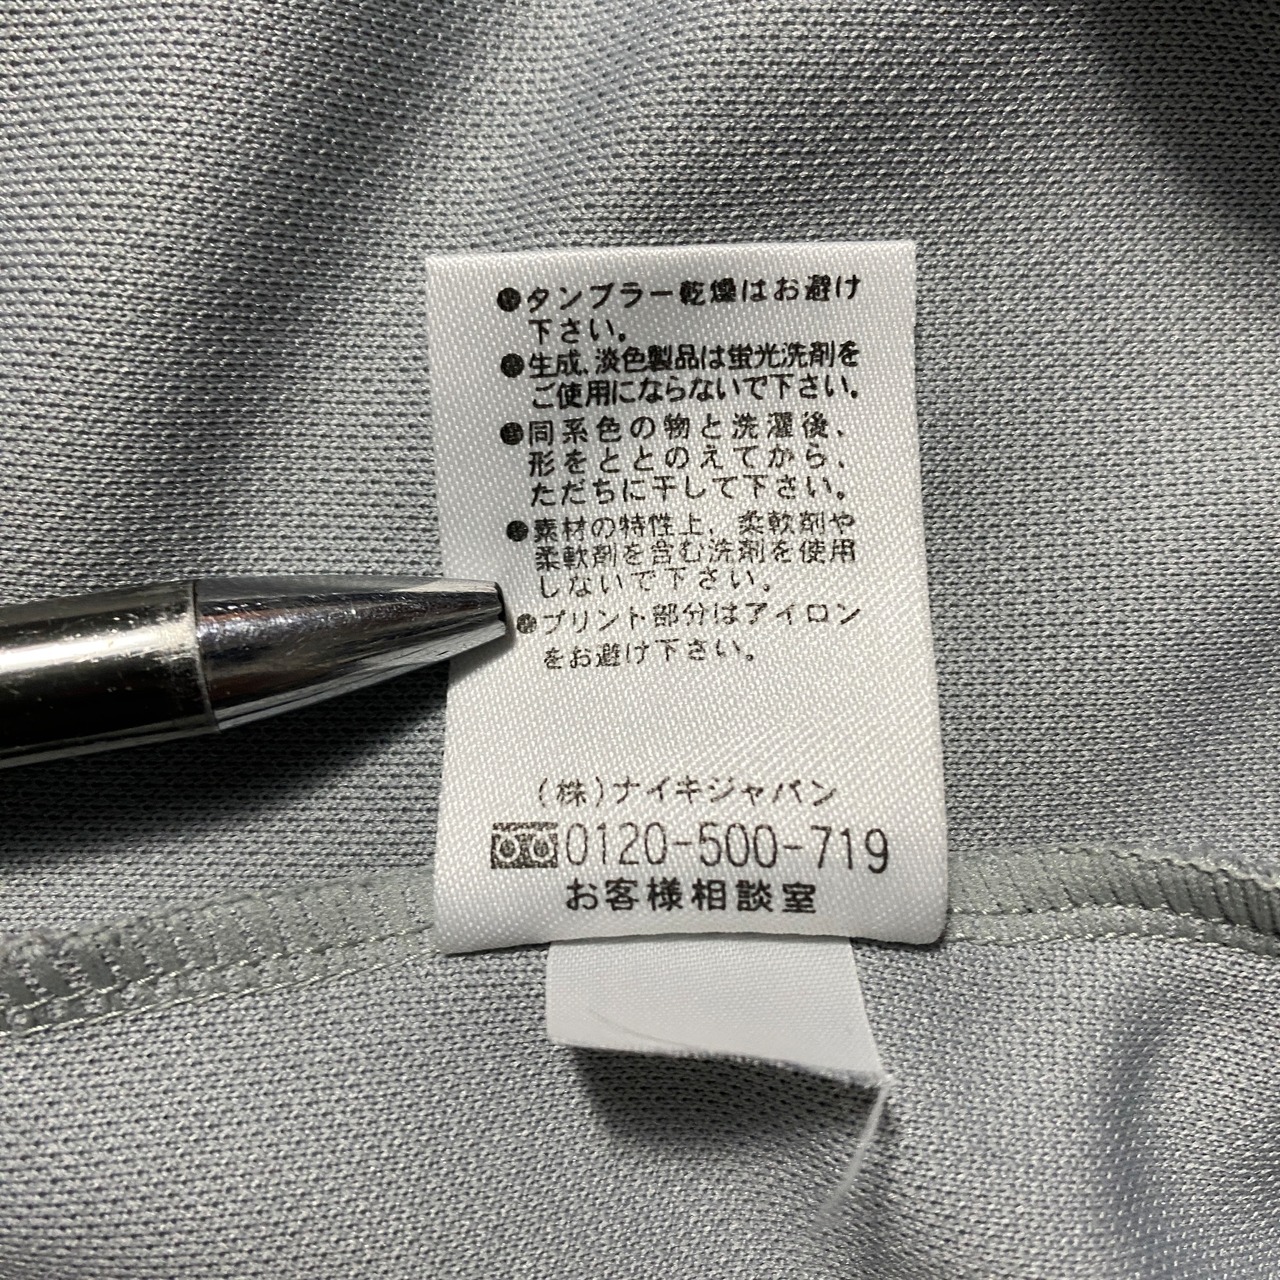 ●タンブラー乾燥はお避け
下さい。
●生成、淡色製品は蛍光洗剤を
ご使用にならないで下さい。
●同系色の物と洗濯後、
形をととのえてから、
ただちに干して下さい。
●素材の特性上、柔軟剤や
柔軟剤を含む洗剤を使用
しないで下さい。
●プリント部分はアイロン
をお避け下さい。
(株)ナイキジャパン
0120-500-719
お客様相談室